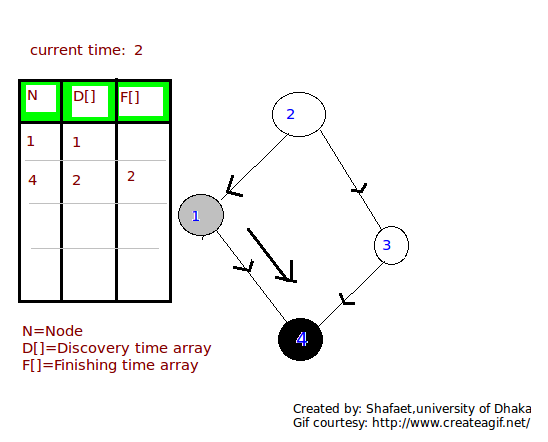 current time: 2
N D[] F[]
1 1
4 2 2
2
1
3
4
N=Node
D[]=Discovery time array
F[]=Finishing time array
Created by: Shafaet,university of Dhaka
Gif courtesy: http://www.createagif.net/